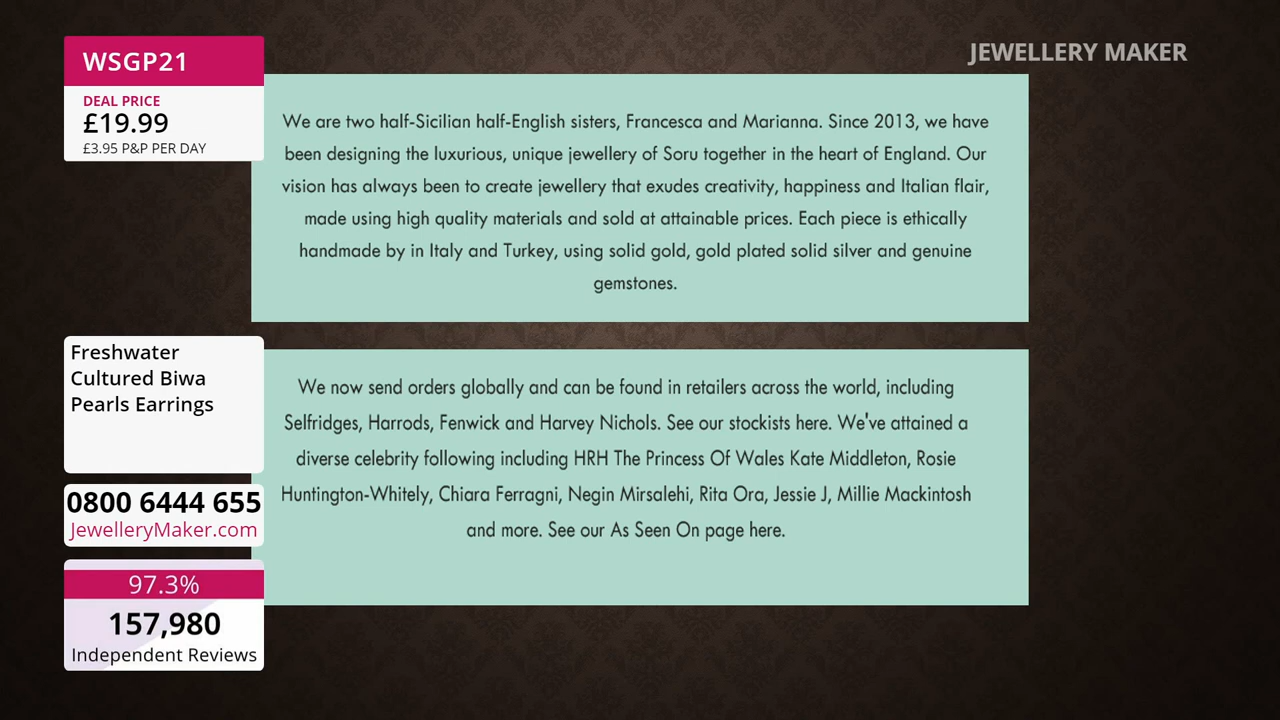 WSGP21
DEAL PRICE
£19.99
£3.95 P&P PER DAY
JEWELLERY MAKER
We are two half-Sicilian half-English sisters, Francesca and Marianna. Since 2013, we have
been designing the luxurious, unique jewellery of Soru together in the heart of England. Our
vision has always been to create jewellery that exudes creativity, happiness and Italian flair,
made using high quality materials and sold at attainable prices. Each piece is ethically
handmade by in Italy and Turkey, using solid gold, gold plated solid silver and genuine
gemstones.
Freshwater
Cultured Biwa
Pearls Earrings
We now send orders globally and can be found in retailers across the world, including
Selfridges, Harrods, Fenwick and Harvey Nichols. See our stockists here. We've attained a
diverse celebrity following including HRH The Princess Of Wales Kate Middleton, Rosie
Huntington-Whitely, Chiara Ferragni, Negin Mirsalehi, Rita Ora, Jessie J, Millie Mackintosh
and more. See our As Seen On page here.
0800 6444 655
JewelleryMaker.com
97.3%
157,980
Independent Reviews